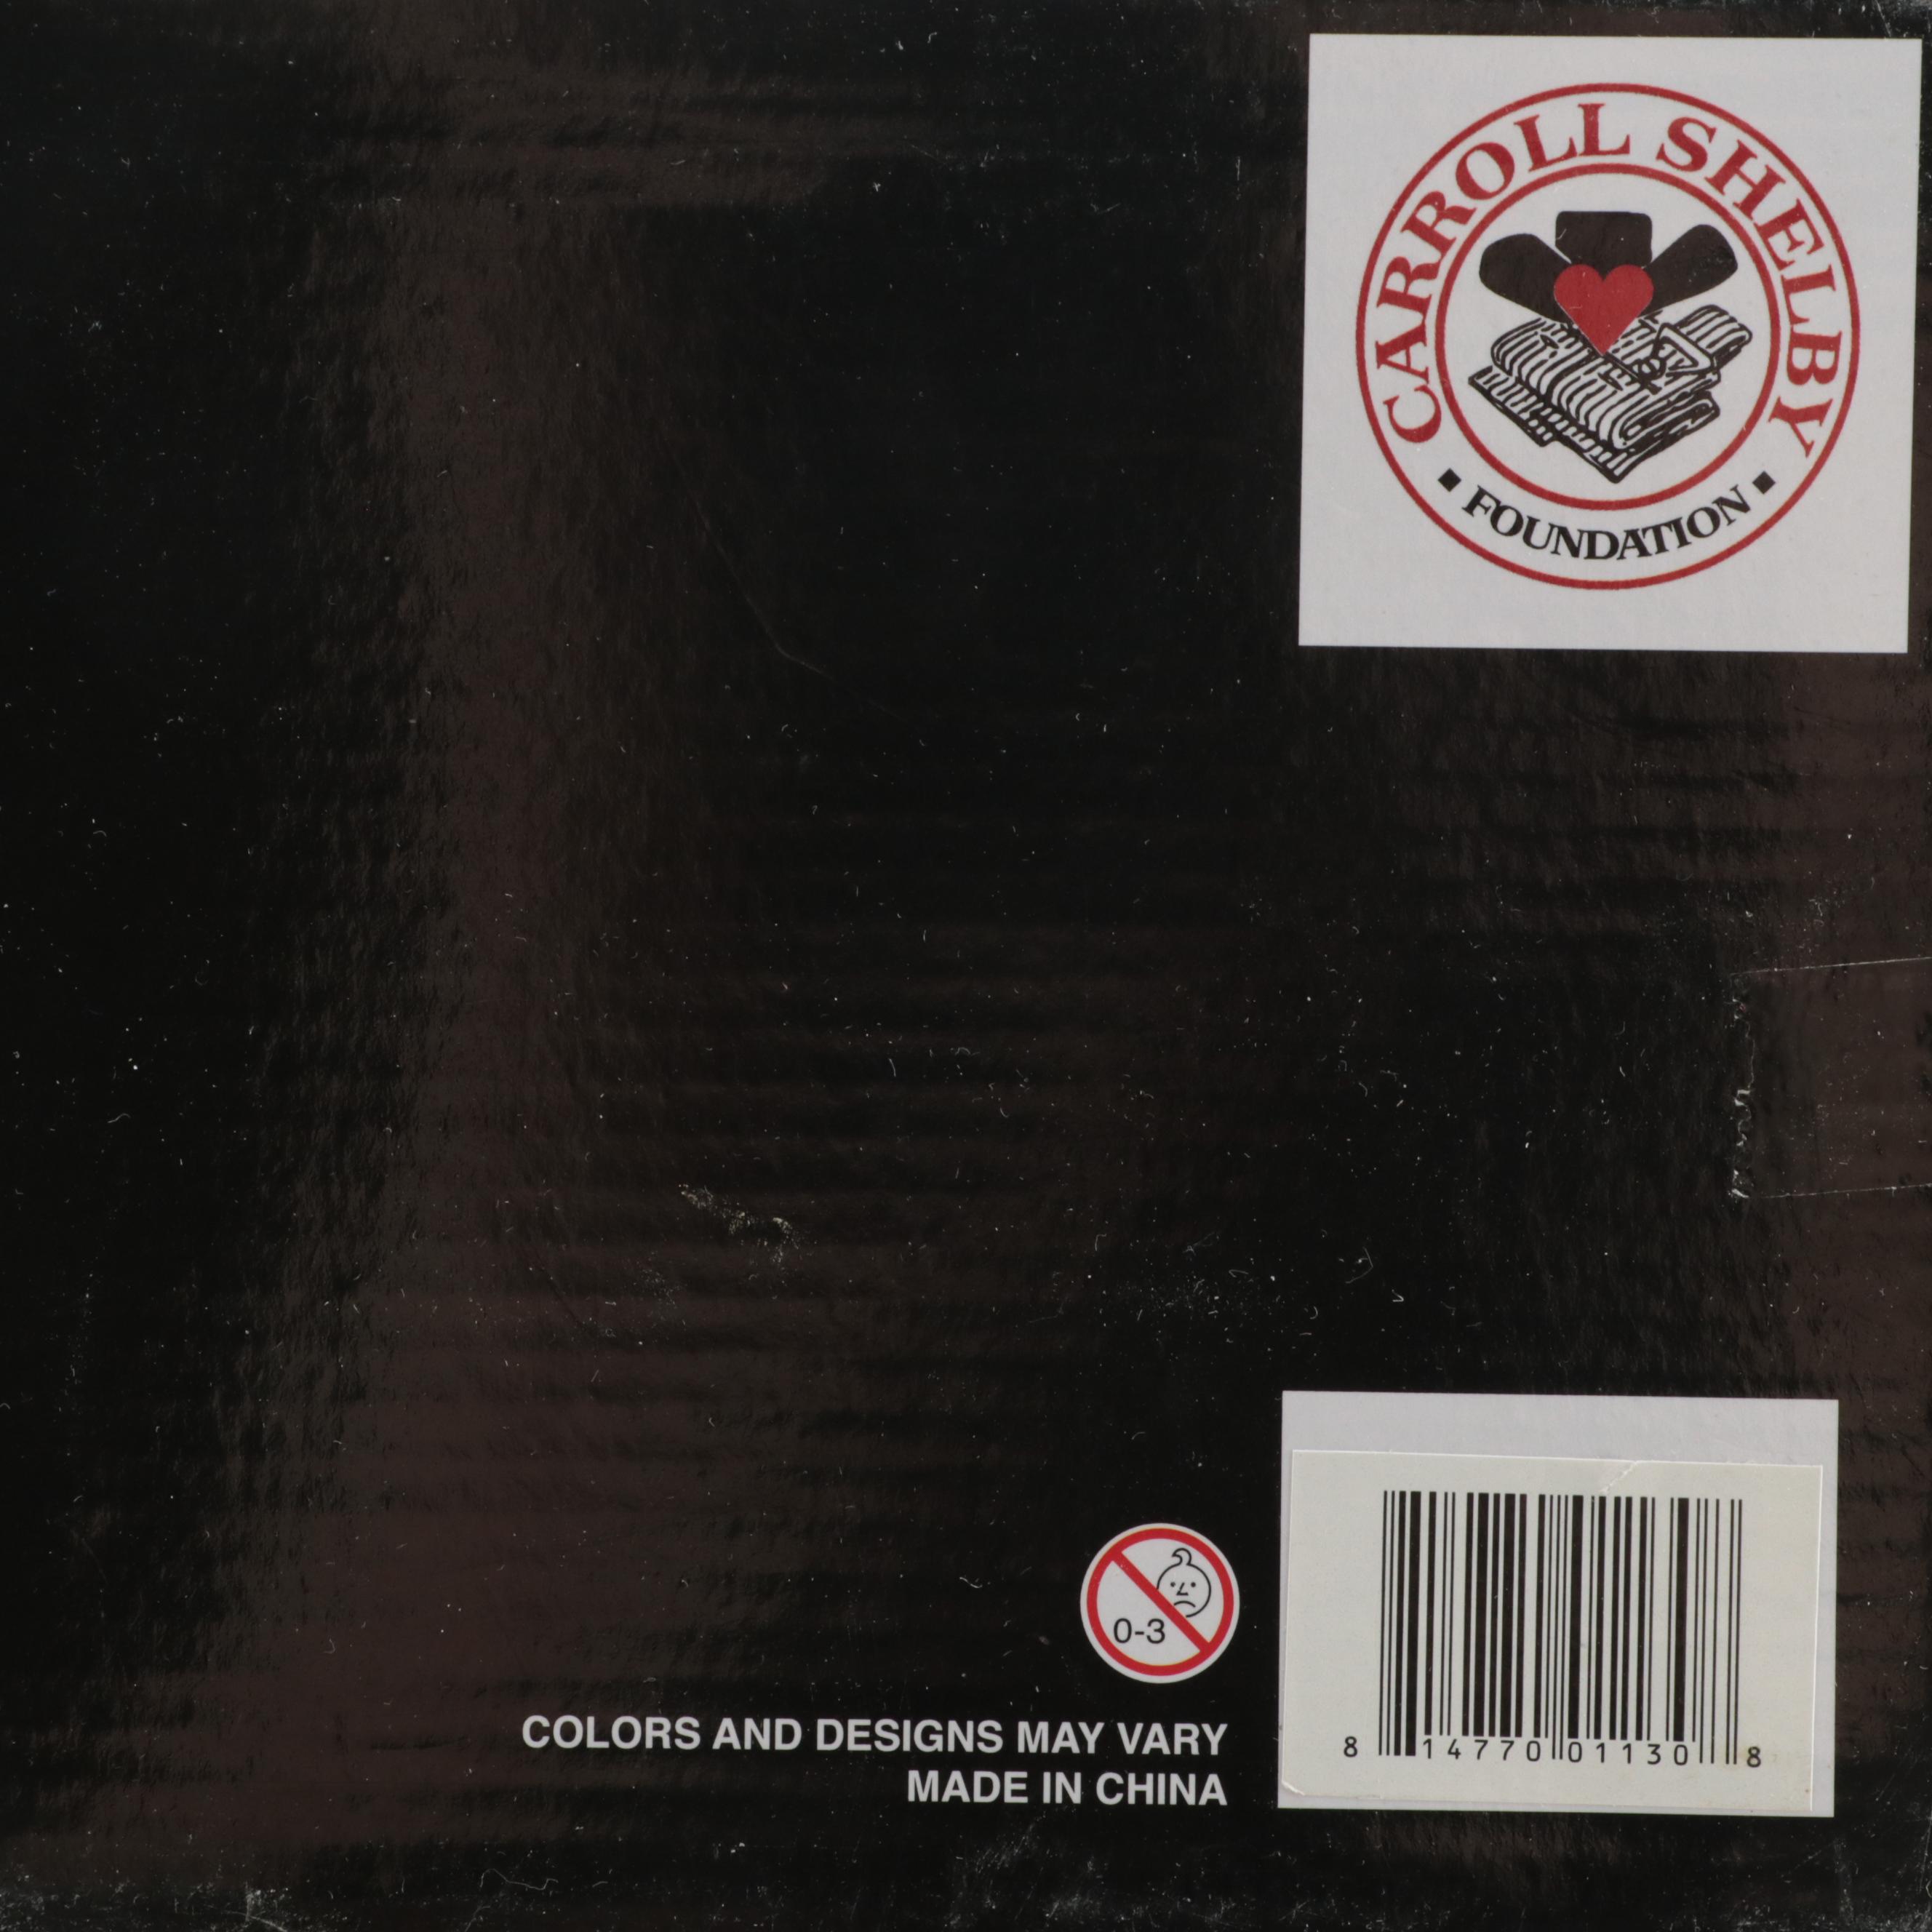 CARROLL SHELBY
▪ FOUNDATION ▪
0-3
COLORS AND DESIGNS MAY VARY
MADE IN CHINA
8 14770 01130 8